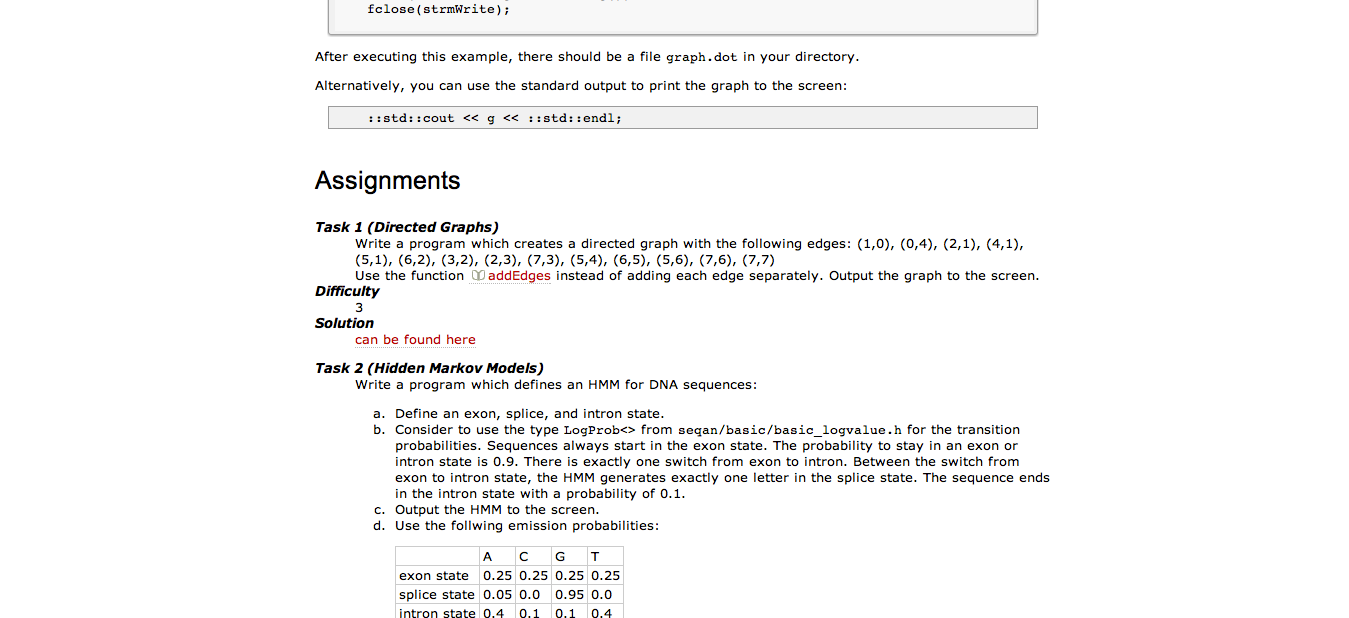 fclose(strmWrite);
After executing this example, there should be a file graph.dot in your directory.
Alternatively, you can use the standard output to print the graph to the screen:
::std::cout << g << ::std::endl;
Assignments
Task 1 (Directed Graphs)
Write a program which creates a directed graph with the following edges: (1,0), (0,4), (2,1), (4,1),
(5,1), (6,2), (3,2), (2,3), (7,3), (5,4), (6,5), (5,6), (7,6), (7,7)
Use the function addEdges instead of adding each edge separately. Output the graph to the screen.
Difficulty
3
Solution
can be found here
Task 2 (Hidden Markov Models)
Write a program which defines an HMM for DNA sequences:
a. Define an exon, splice, and intron state.
b. Consider to use the type LogProb<> from seqan/basic/basic_logvalue.h for the transition
probabilities. Sequences always start in the exon state. The probability to stay in an exon or
intron state is 0.9. There is exactly one switch from exon to intron. Between the switch from
exon to intron state, the HMM generates exactly one letter in the splice state. The sequence ends
in the intron state with a probability of 0.1.
c. Output the HMM to the screen.
d. Use the follwing emission probabilities:
A C G T
exon state 0.25 0.25 0.25 0.25
splice state 0.05 0.0 0.95 0.0
intron state 0.4 0.1 0.1 0.4